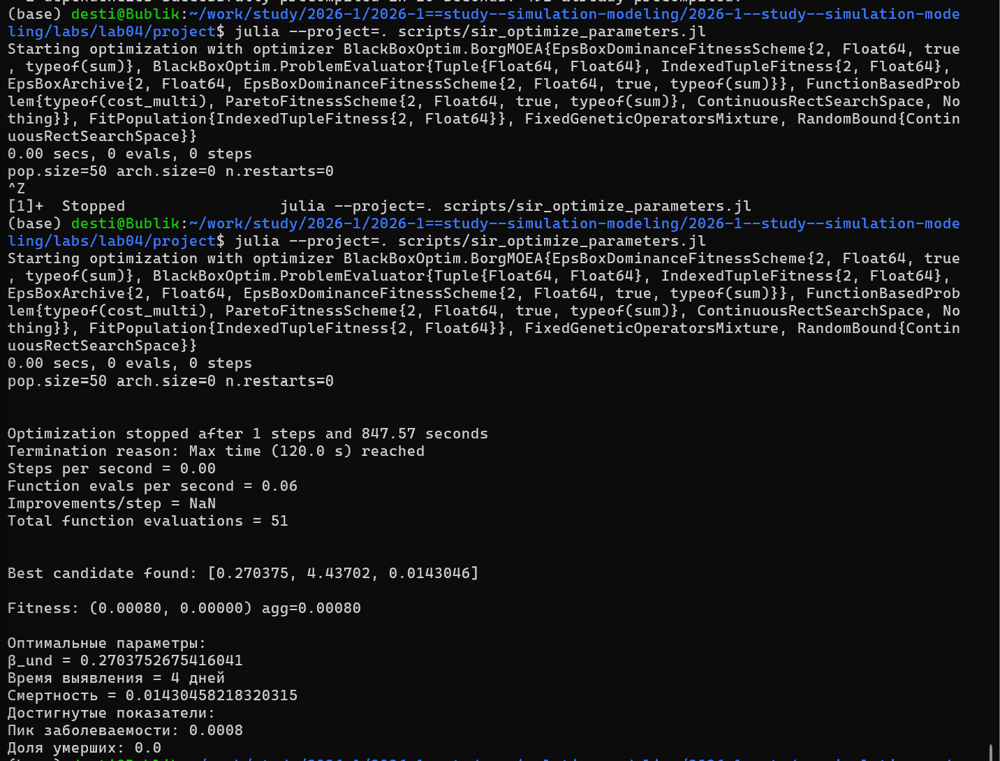 (base) desti@Bublik:~/work/study/2026-1/2026-1==study--simulation-modeling/2026-1--study--simulation-mode
ling/labs/lab04/project$ julia --project=. scripts/sir_optimize_parameters.jl
Starting optimization with optimizer BlackBoxOptim.BorgMOEA{EpsBoxDominanceFitnessScheme{2, Float64, true
, typeof(sum)}, BlackBoxOptim.ProblemEvaluator{Tuple{Float64, Float64}, IndexedTupleFitness{2, Float64},
EpsBoxArchive{2, Float64, EpsBoxDominanceFitnessScheme{2, Float64, true, typeof(sum)}}, FunctionBasedProb
lem{typeof(cost_multi), ParetoFitnessScheme{2, Float64, true, typeof(sum)}, ContinuousRectSearchSpace, No
thing}}, FitPopulation{IndexedTupleFitness{2, Float64}}, FixedGeneticOperatorsMixture, RandomBound{Contin
uousRectSearchSpace}}
0.00 secs, 0 evals, 0 steps
pop.size=50 arch.size=0 n.restarts=0
^Z
[1]+  Stopped                 julia --project=. scripts/sir_optimize_parameters.jl
(base) desti@Bublik:~/work/study/2026-1/2026-1==study--simulation-modeling/2026-1--study--simulation-mode
ling/labs/lab04/project$ julia --project=. scripts/sir_optimize_parameters.jl
Starting optimization with optimizer BlackBoxOptim.BorgMOEA{EpsBoxDominanceFitnessScheme{2, Float64, true
, typeof(sum)}, BlackBoxOptim.ProblemEvaluator{Tuple{Float64, Float64}, IndexedTupleFitness{2, Float64},
EpsBoxArchive{2, Float64, EpsBoxDominanceFitnessScheme{2, Float64, true, typeof(sum)}}, FunctionBasedProb
lem{typeof(cost_multi), ParetoFitnessScheme{2, Float64, true, typeof(sum)}, ContinuousRectSearchSpace, No
thing}}, FitPopulation{IndexedTupleFitness{2, Float64}}, FixedGeneticOperatorsMixture, RandomBound{Contin
uousRectSearchSpace}}
0.00 secs, 0 evals, 0 steps
pop.size=50 arch.size=0 n.restarts=0
Optimization stopped after 1 steps and 847.57 seconds
Termination reason: Max time (120.0 s) reached
Steps per second = 0.00
Function evals per second = 0.06
Improvements/step = NaN
Total function evaluations = 51
Best candidate found: [0.270375, 4.43702, 0.0143046]
Fitness: (0.00080, 0.00000) agg=0.00080
Оптимальные параметры:
β_und = 0.2703752675416041
Время выявления = 4 дней
Смертность = 0.01430458218320315
Достигнутые показатели:
Пик заболеваемости: 0.0008
Доля умерших: 0.0